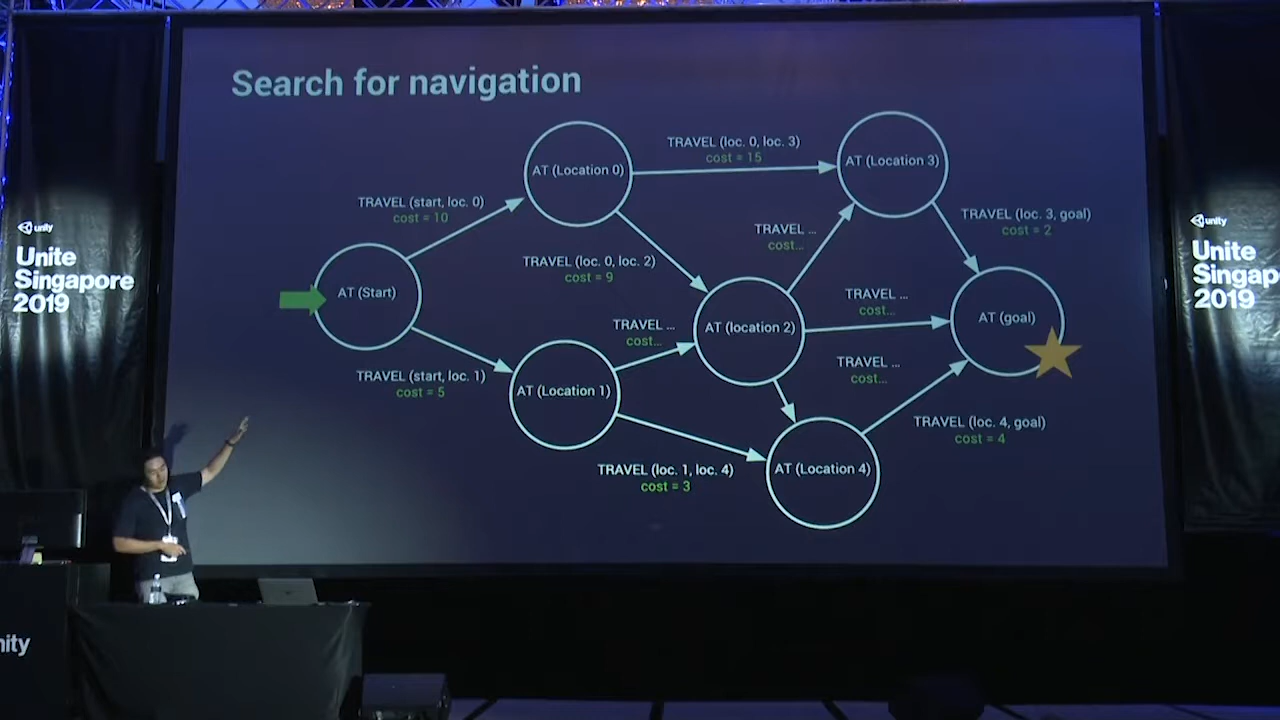 Search for navigation
AT (Start)
TRAVEL (start, loc. 0)
cost = 10
TRAVEL (start, loc. 1)
cost = 5
AT (Location 0)
TRAVEL (loc. 0, loc. 3)
cost = 15
TRAVEL (loc. 0, loc. 2)
cost = 9
AT (Location 1)
TRAVEL ...
cost...
TRAVEL (loc. 1, loc. 4)
cost = 3
AT (location 2)
TRAVEL ...
cost...
TRAVEL ...
cost...
TRAVEL ...
cost...
AT (Location 3)
TRAVEL (loc. 3, goal)
cost = 2
AT (Location 4)
TRAVEL (loc. 4, goal)
cost = 4
AT (goal)
unity
Unite
Singapore
2019
unity
Unite
Singap
2019
nity